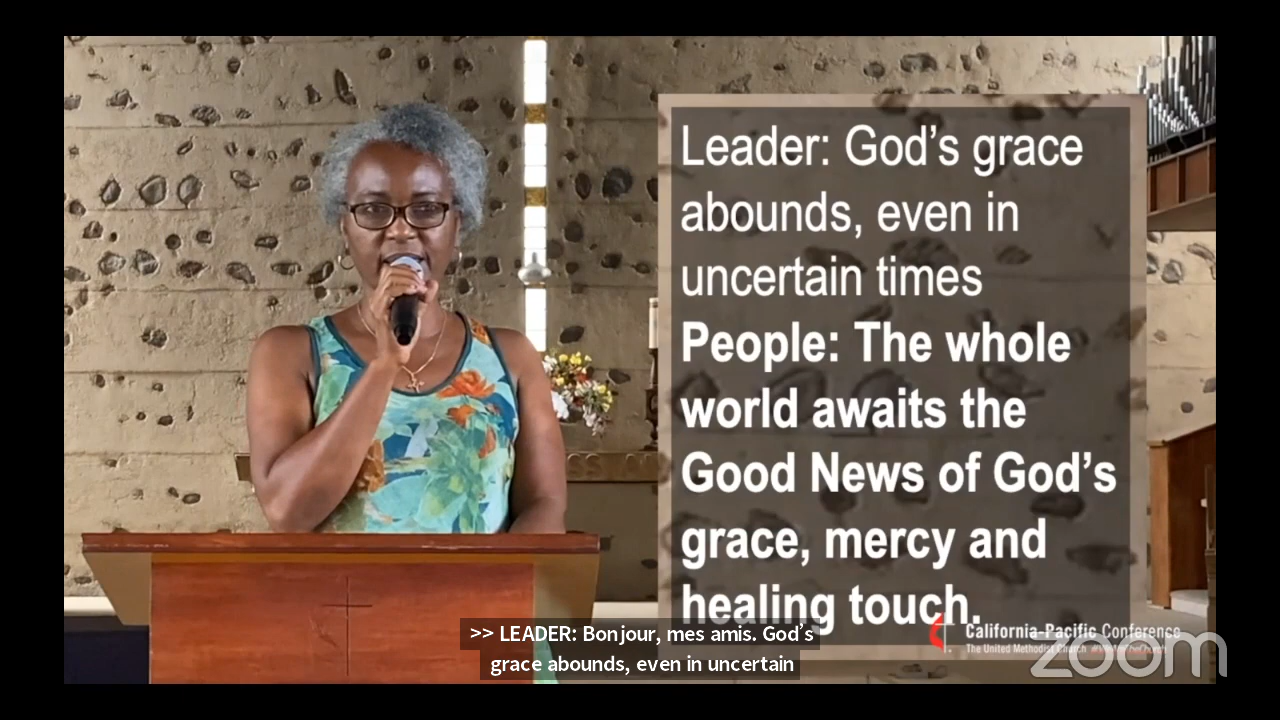 Leader: God's grace
abounds, even in
uncertain times
People: The whole
world awaits the
Good News of God's
grace, mercy and
healing touch.
>> LEADER: Bonjour, mes amis. God's
grace abounds, even in uncertain
California-Pacific Conference
The United Methodist Church
zoom